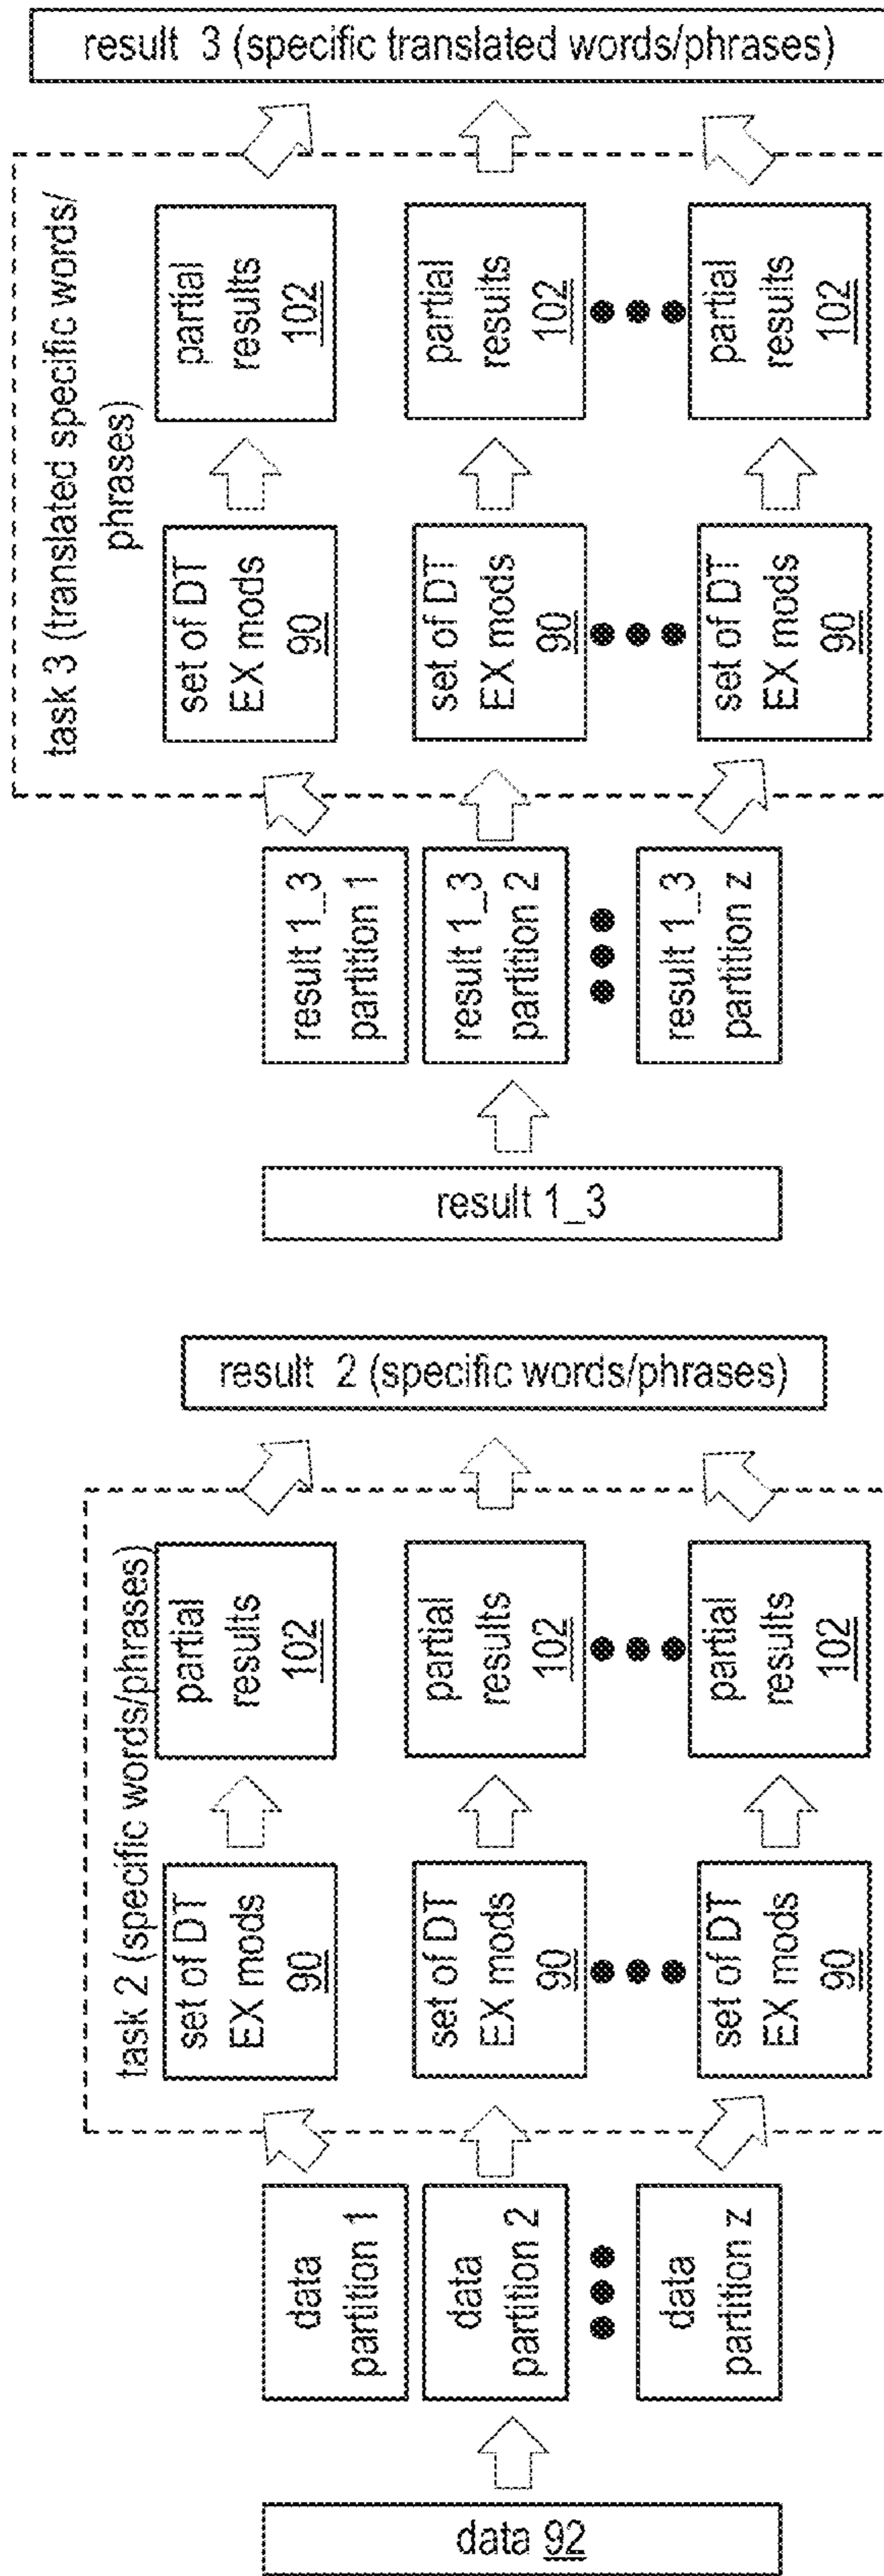 data 92
data
partition 1
data
partition 2
data
partition z
task 2 (specific words/phrases)
set of DT
EX mods
90
set of DT
EX mods
90
set of DT
EX mods
90
partial
results
102
partial
results
102
partial
results
102
result 2 (specific words/phrases)
result 1_3
result 1_3
partition 1
result 1_3
partition 2
result 1_3
partition z
task 3 (translated specific words/
phrases)
set of DT
EX mods
90
set of DT
EX mods
90
set of DT
EX mods
90
partial
results
102
partial
results
102
partial
results
102
result 3 (specific translated words/phrases)